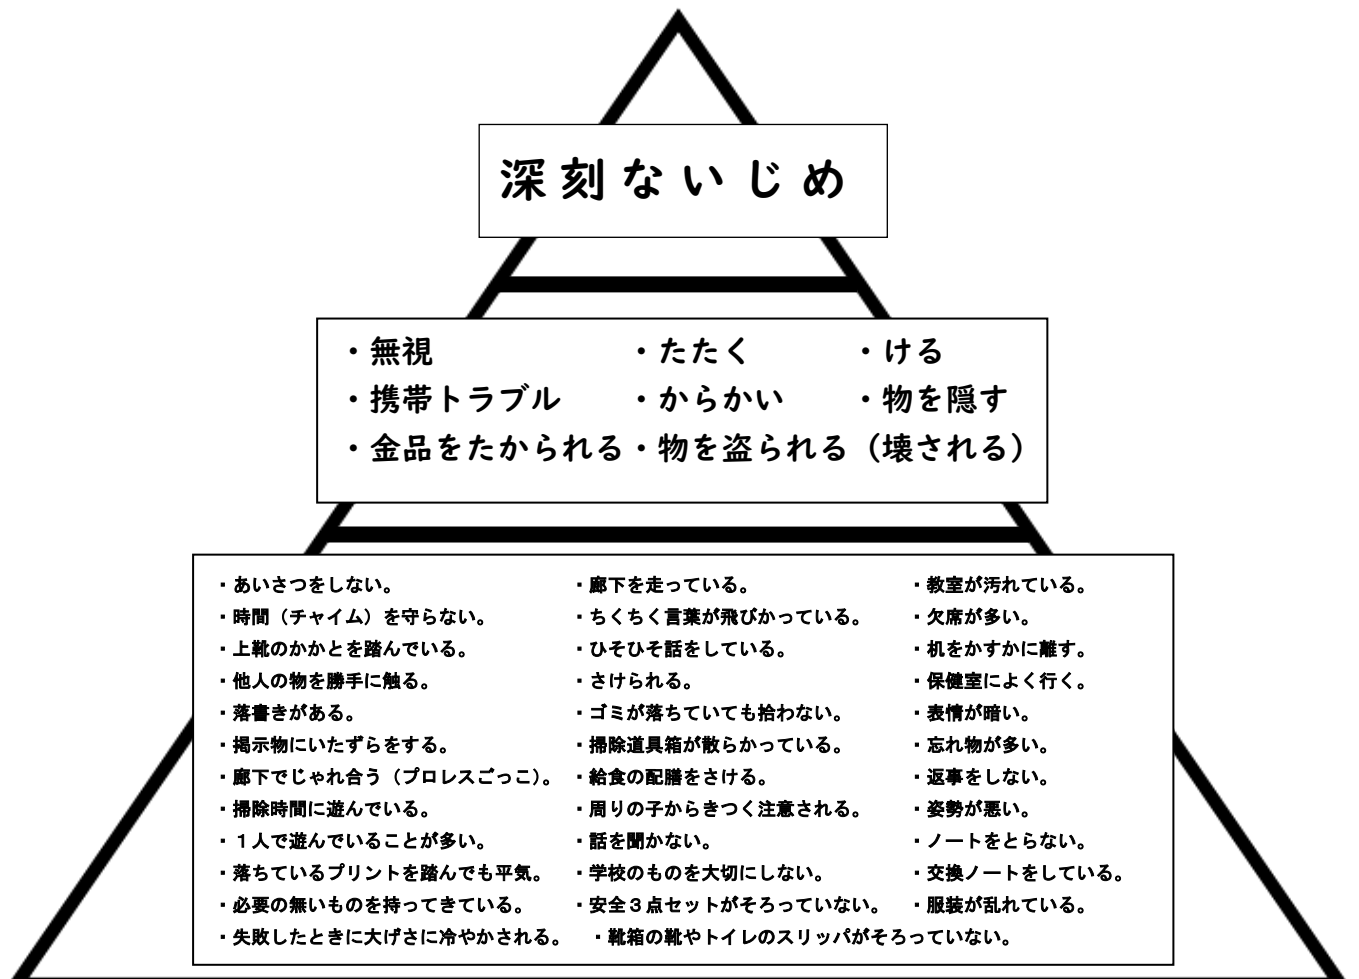 深刻ないじめ
・無視　・たたく　・ける
・携帯トラブル　・からかい　・物を隠す
・金品をたかられる・物を盗られる（壊される）
・あいさつをしない。　・廊下を走っている。　・教室が汚れている。
・時間（チャイム）を守らない。　・ちくちく言葉が飛びかっている。　・欠席が多い。
・上靴のかかとを踏んでいる。　・ひそひそ話をしている。　・机をかすかに離す。
・他人の物を勝手に触る。　・さけられる。　・保健室によく行く。
・落書きがある。　・ゴミが落ちていても拾わない。　・表情が暗い。
・掲示物にいたずらをする。　・掃除道具箱が散らかっている。　・忘れ物が多い。
・廊下でじゃれ合う（プロレスごっこ）。　・給食の配膳をさける。　・返事をしない。
・掃除時間に遊んでいる。　・周りの子からきつく注意される。　・姿勢が悪い。
・１人で遊んでいることが多い。　・話を聞かない。　・ノートをとらない。
・落ちているプリントを踏んでも平気。　・学校のものを大切にしない。　・交換ノートをしている。
・必要の無いものを持ってきている。　・安全３点セットがそろっていない。　・服装が乱れている。
・失敗したときに大げさに冷やかされる。　・靴箱の靴やトイレのスリッパがそろっていない。